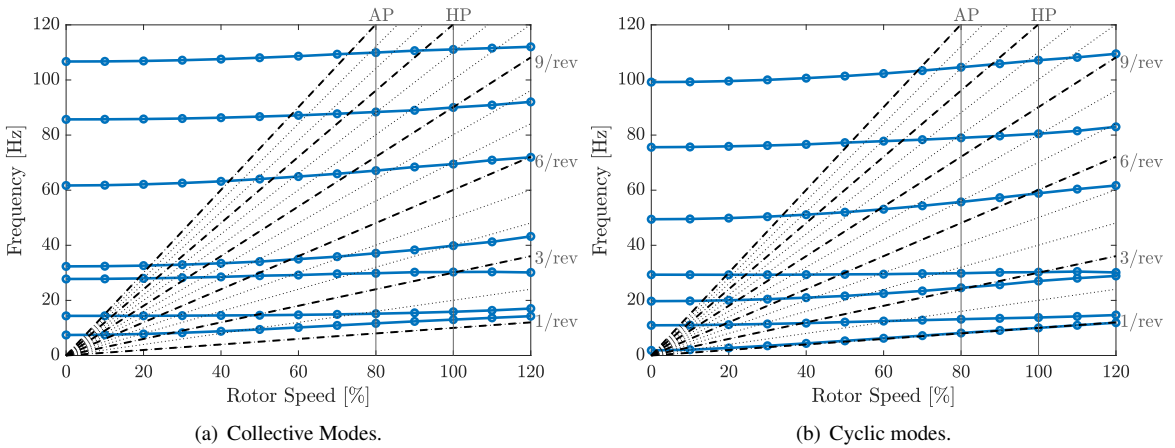 AP HP
120
100
80
60
40
20
0
Frequency [Hz]
9/rev
6/rev
3/rev
1/rev
0 20 40 60 80 100 120
Rotor Speed [%]
(a) Collective Modes.
AP HP
120
100
80
60
40
20
0
Frequency [Hz]
9/rev
6/rev
3/rev
1/rev
0 20 40 60 80 100 120
Rotor Speed [%]
(b) Cyclic modes.